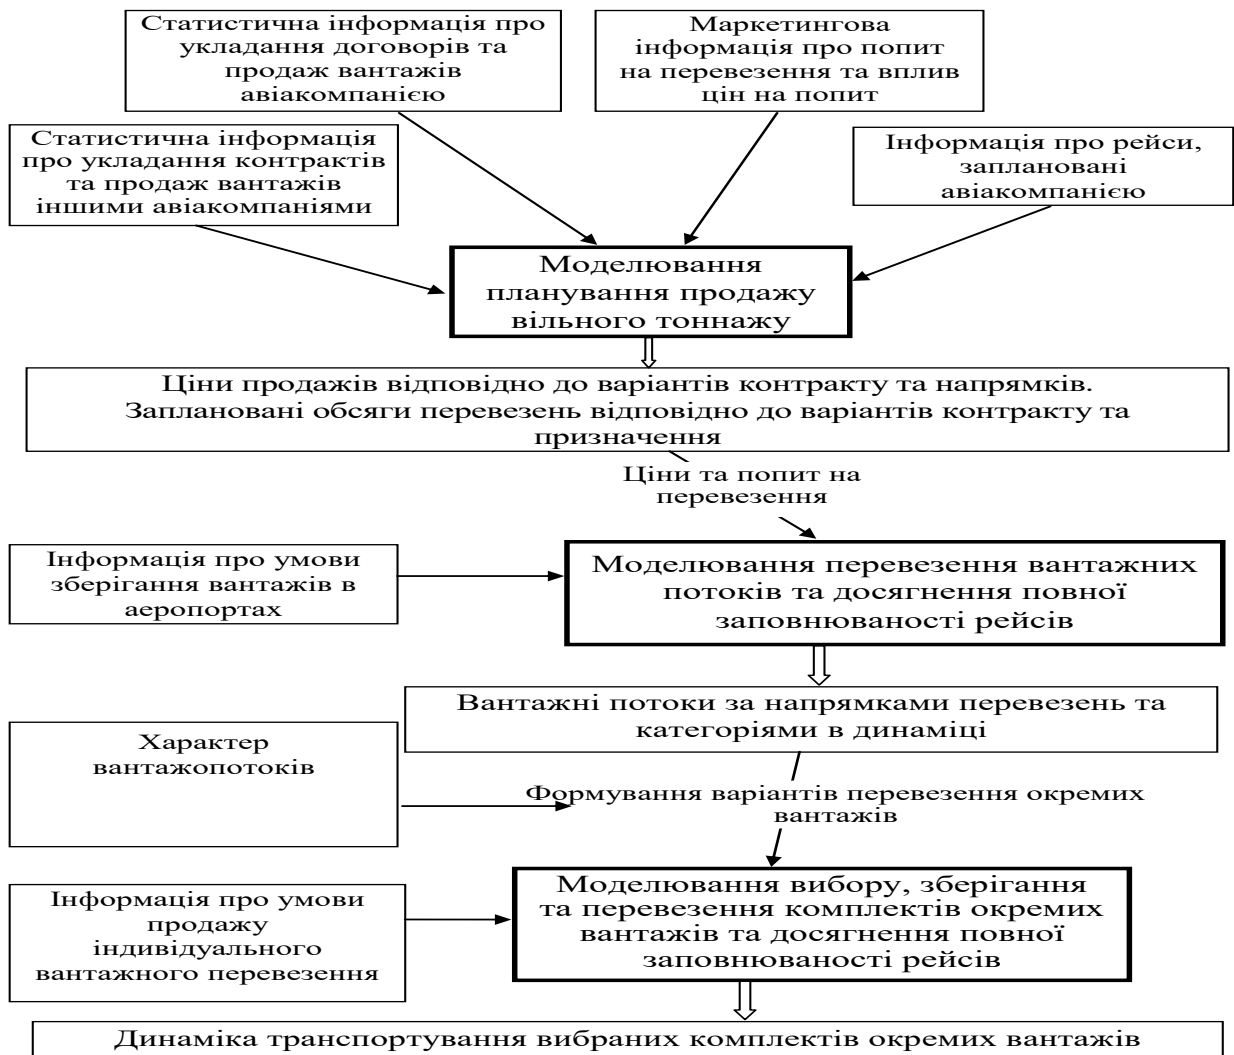 Статистична інформація про
укладання договорів та
продаж вантажів
авіакомпанією
Маркетингова
інформація про попит
на перевезення та вплив
цін на попит
Статистична інформація
про укладання контрактів
та продаж вантажів
іншими авіакомпаніями
Інформація про рейси,
заплановані
авіакомпанією
Моделювання
планування продажу
вільного тоннажу
Ціни продажів відповідно до варіантів контракту та напрямків.
Заплановані обсяги перевезень відповідно до варіантів контракту та
призначення
Ціни та попит на
перевезення
Інформація про умови
зберігання вантажів в
аеропортах
Моделювання перевезення вантажних
потоків та досягнення повної
заповнюваності рейсів
Вантажні потоки за напрямками перевезень та
категоріями в динаміці
Характер
вантажопотоків
Формування варіантів перевезення окремих
вантажів
Інформація про умови
продажу
індивідуального
вантажного перевезення
Моделювання вибору, зберігання
та перевезення комплектів окремих
вантажів та досягнення повної
заповнюваності рейсів
Динаміка транспортування вибраних комплектів окремих вантажів